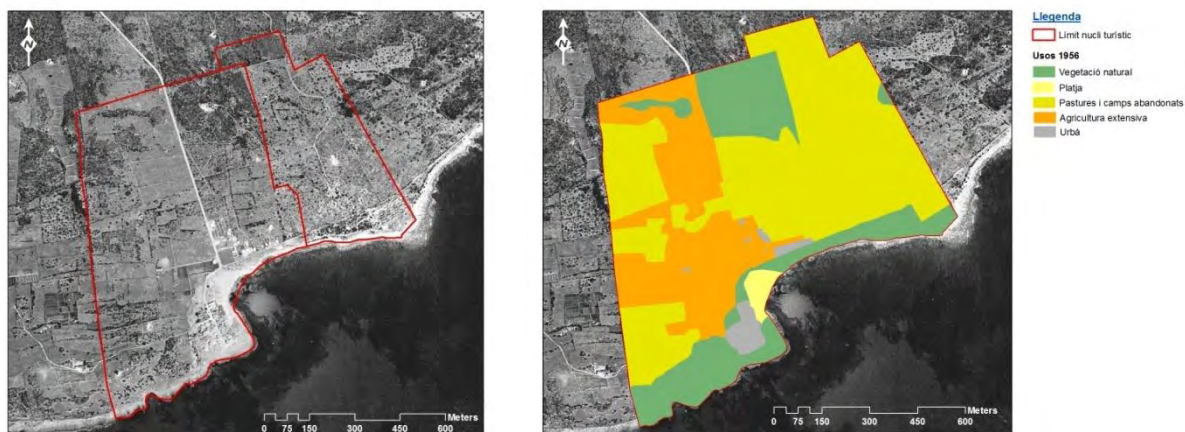 N
Meters
0 75 150 300 450 600
N
Meters
0 75 150 300 450 600
Llegenda
Límit nucli turístic
Usos 1956
Vegetació natural
Platja
Pastures i camps abandonats
Agricultura extensiva
Urbà